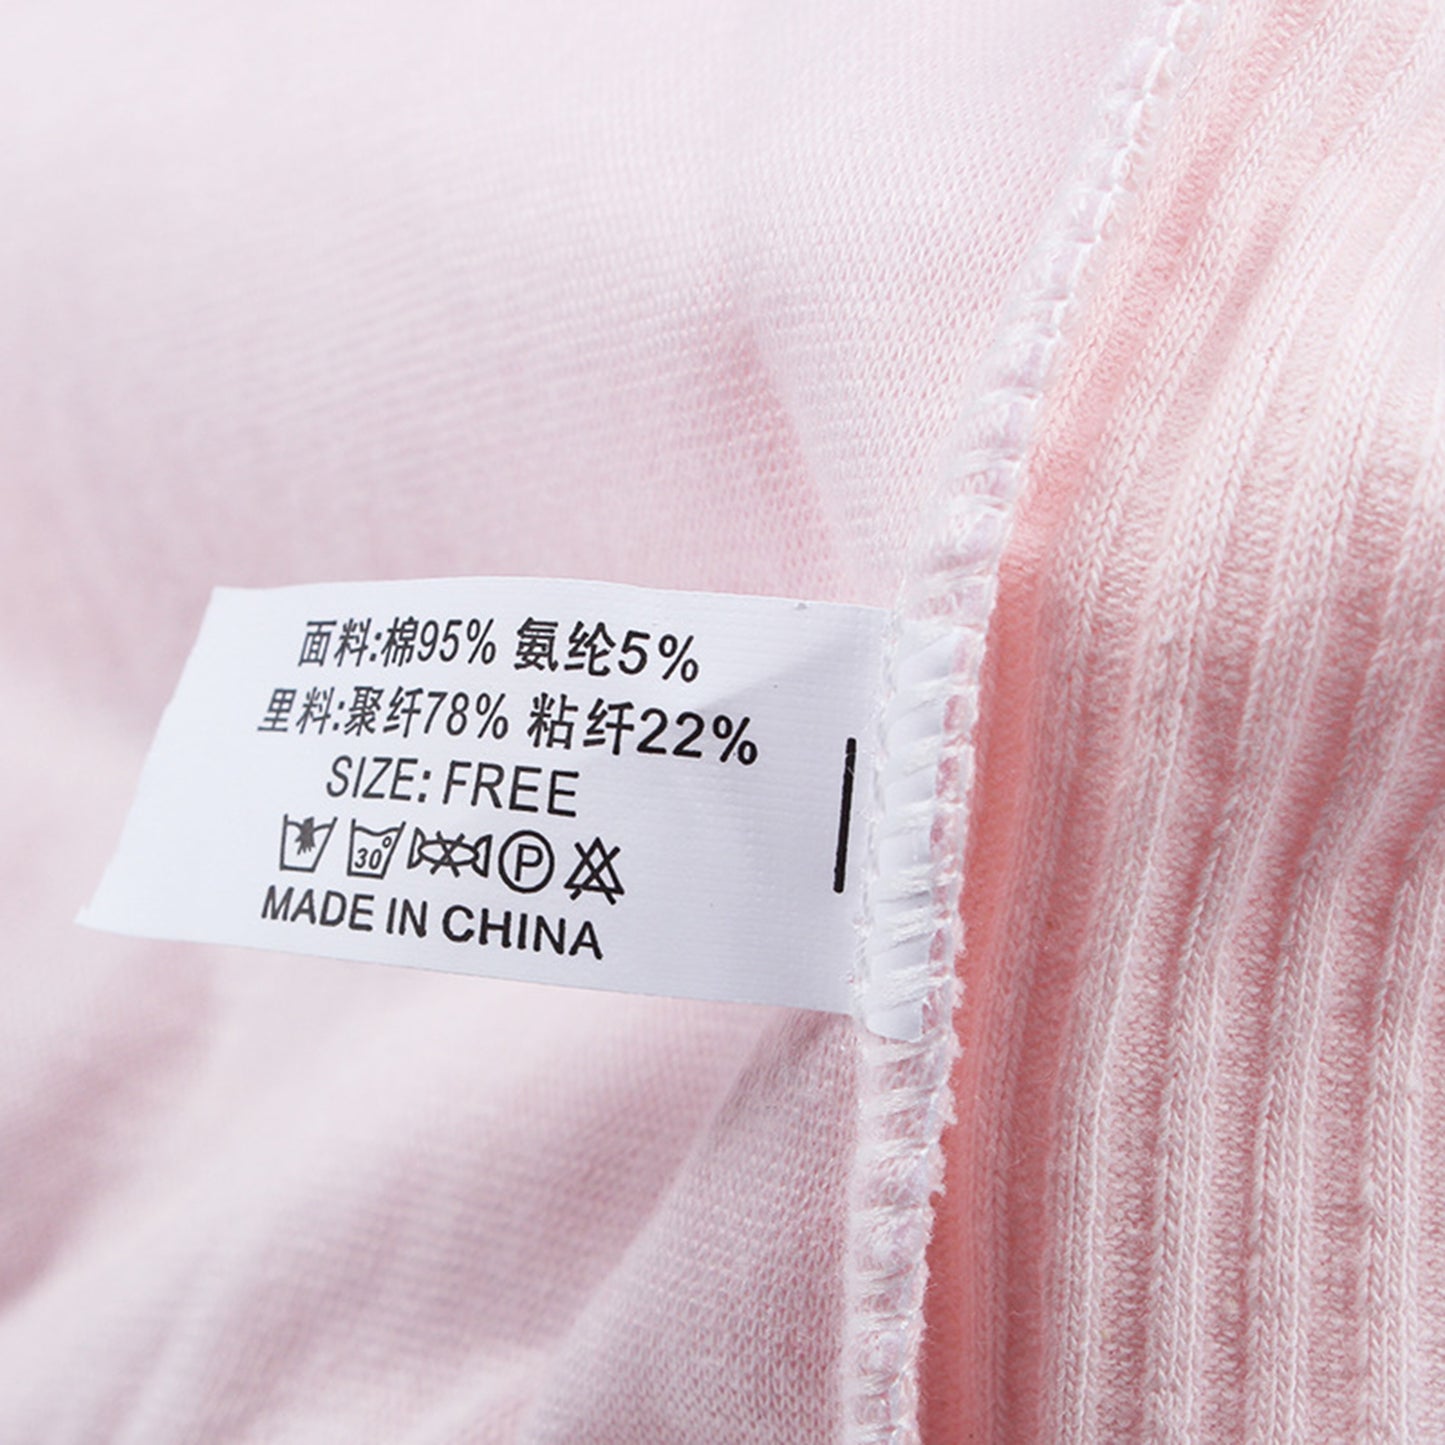 面料:棉95% 氨纶5%
里料:聚纤78% 粘纤22%
SIZE: FREE
30°
P
MADE IN CHINA